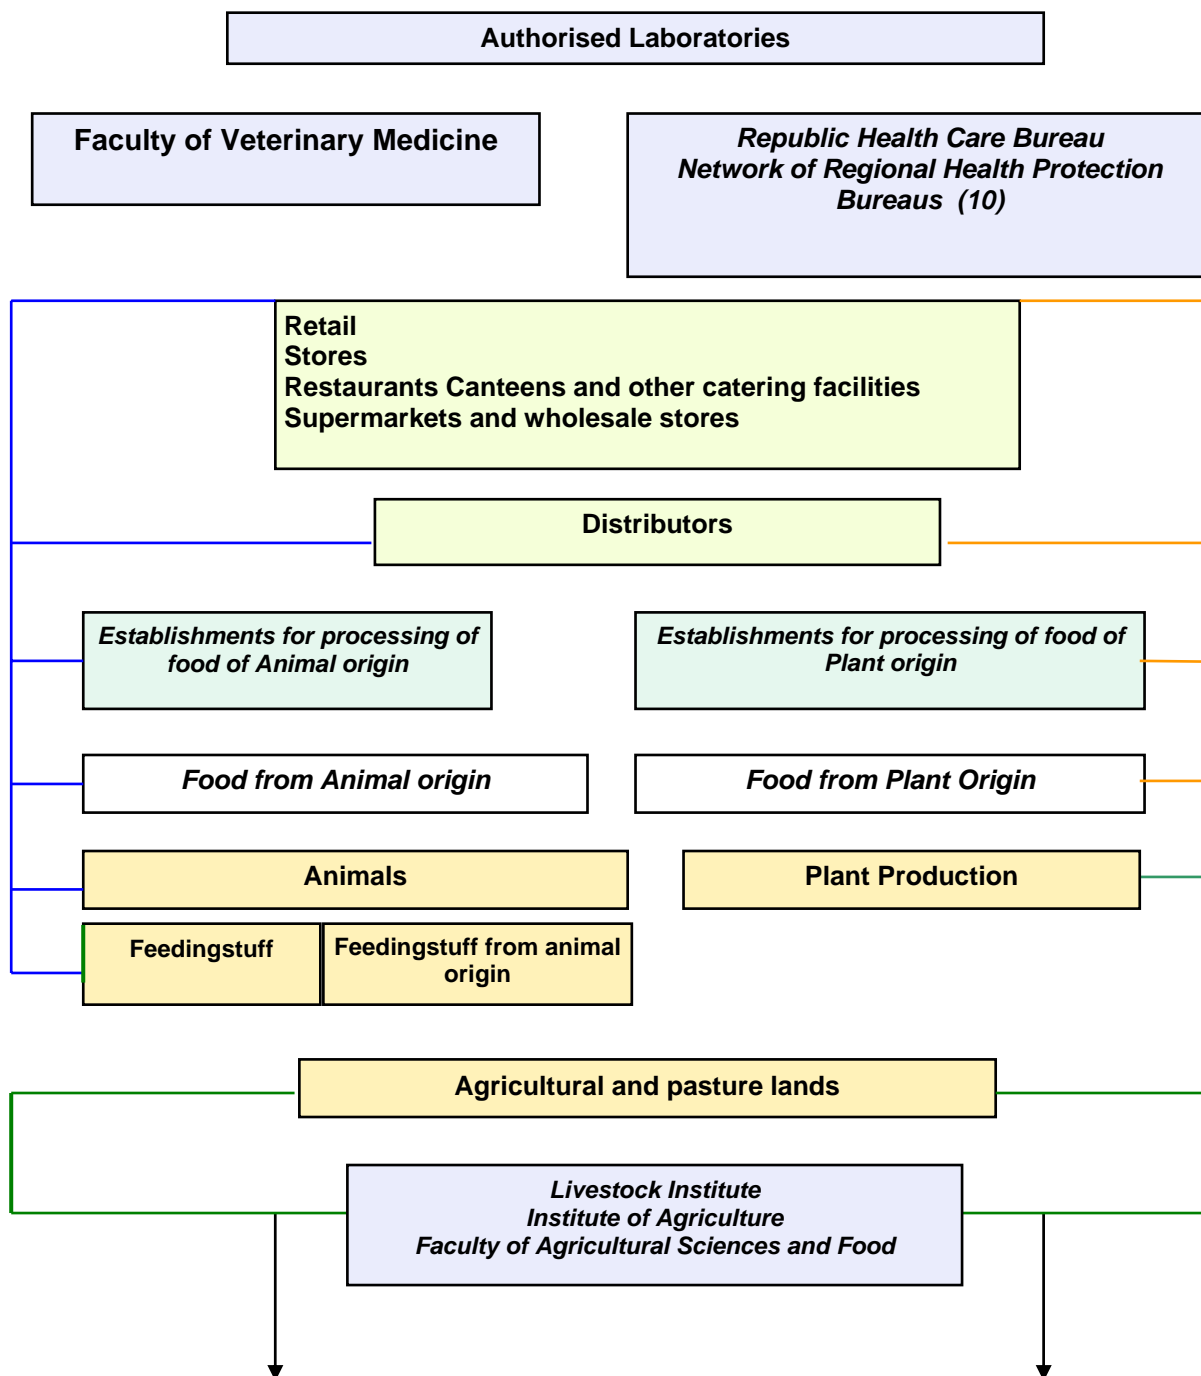 Authorised Laboratories
Faculty of Veterinary Medicine
Republic Health Care Bureau
Network of Regional Health Protection
Bureaus (10)
Retail
Stores
Restaurants Canteens and other catering facilities
Supermarkets and wholesale stores
Distributors
Establishments for processing of
food of Animal origin
Establishments for processing of food of
Plant origin
Food from Animal origin
Food from Plant Origin
Animals
Plant Production
Feedingstuff
Feedingstuff from animal
origin
Agricultural and pasture lands
Livestock Institute
Institute of Agriculture
Faculty of Agricultural Sciences and Food